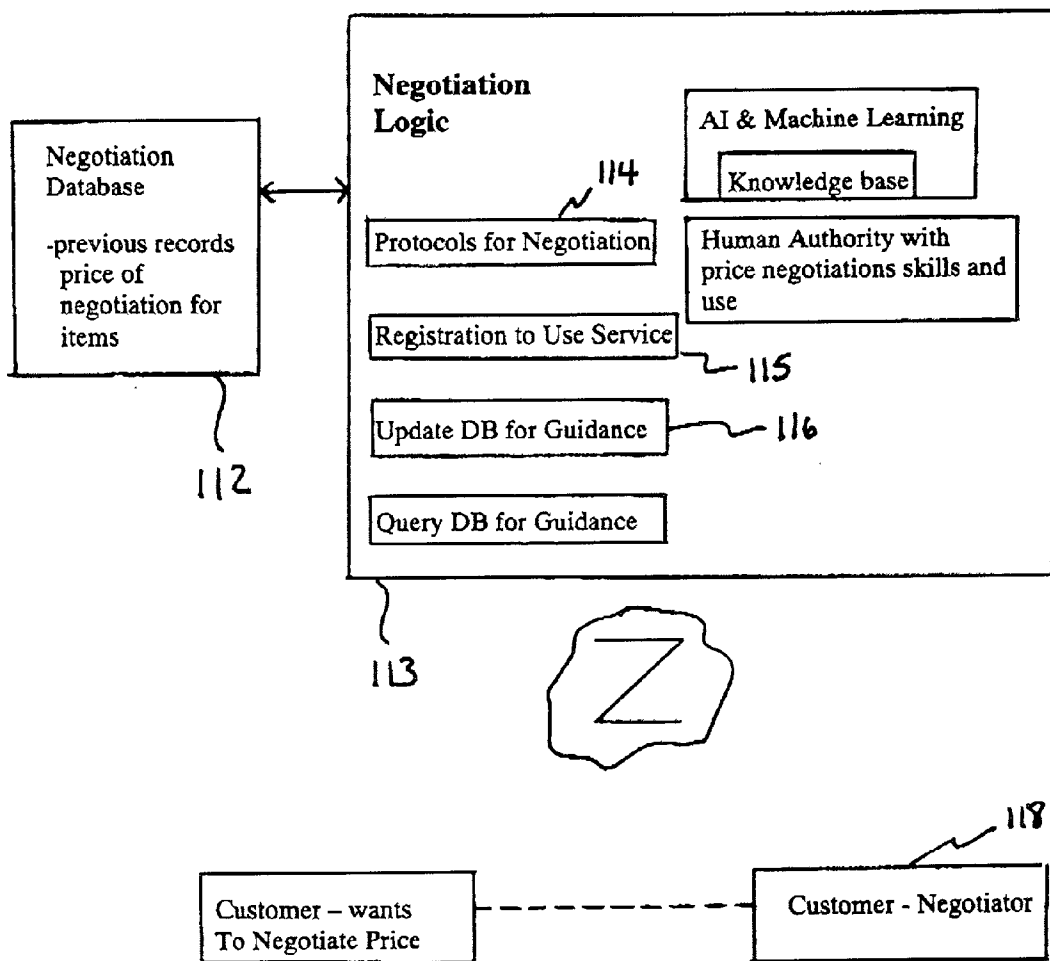 Negotiation
Logic
AI & Machine Learning
Knowledge base
Negotiation
Database
-previous records
price of
negotiation for
items
114
Protocols for Negotiation
Human Authority with
price negotiations skills and
use
Registration to Use Service
115
Update DB for Guidance
116
112
Query DB for Guidance
113
Z
118
Customer – wants
To Negotiate Price
Customer - Negotiator